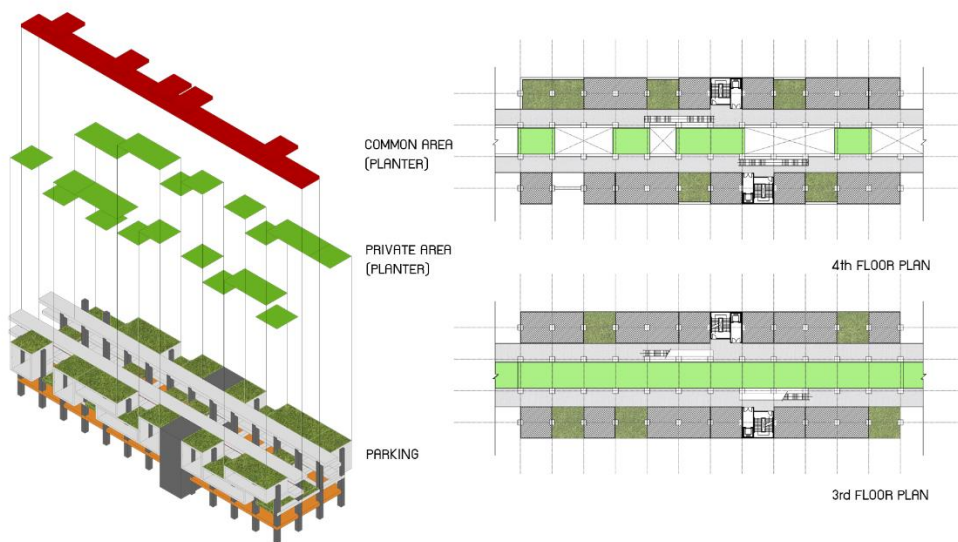 COMMON AREA
(PLANTER)
PRIVATE AREA
(PLANTER)
PARKING
4th FLOOR PLAN
3rd FLOOR PLAN